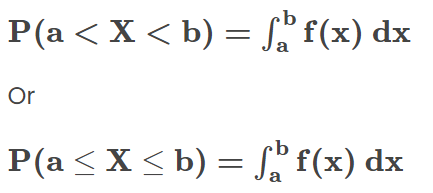 P(a < X < b) = ∫ₐᵇ f(x) dx
Or
P(a ≤ X ≤ b) = ∫ₐᵇ f(x) dx